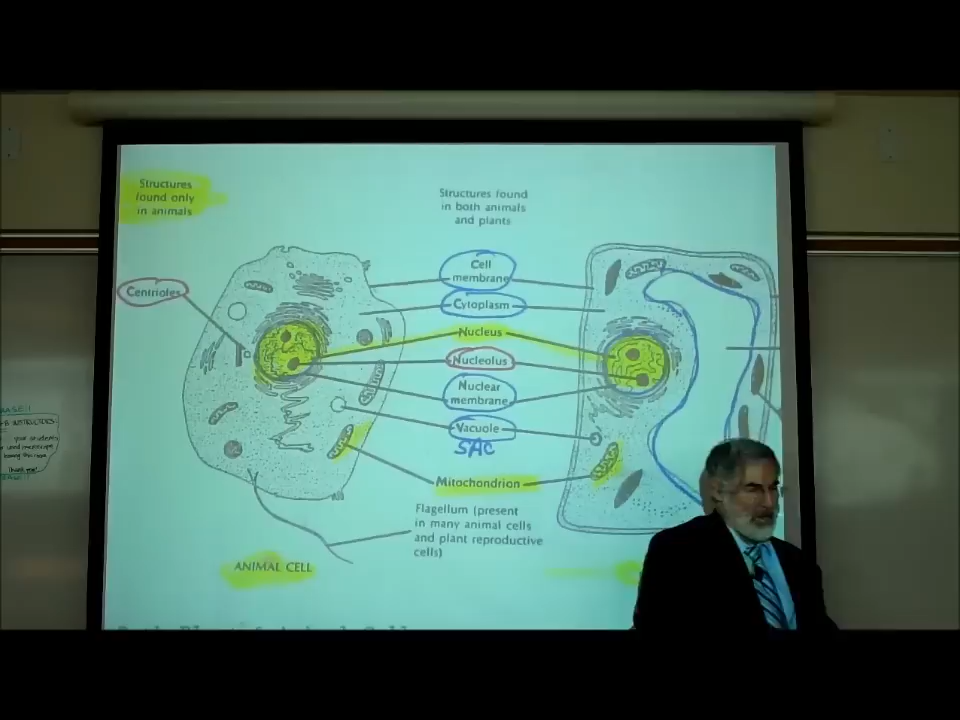 Structures
found only
in animals
Structures found
in both animals
and plants
Centrioles
Cell
membrane
Cytoplasm
Nucleus
Nucleolus
Nuclear
membrane
Vacuole
SAC
Mitochondrion
Flagellum (present
in many animal cells
and plant reproductive
cells)
ANIMAL CELL